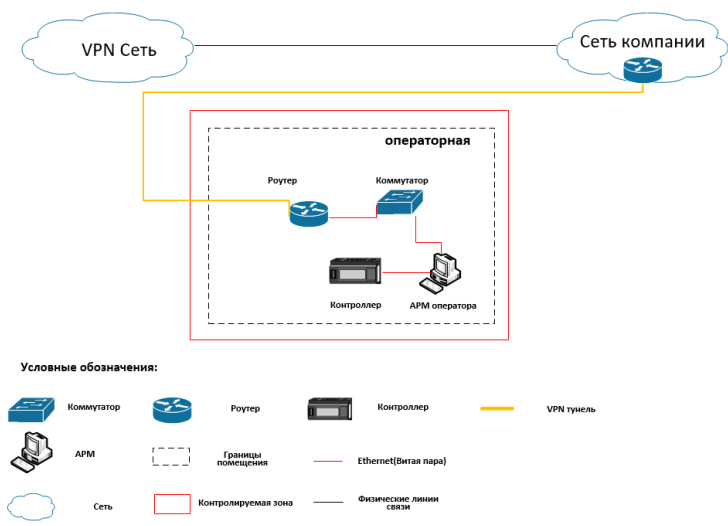 VPN Сеть
Сеть компании
операторная
Роутер
Коммутатор
Контроллер
АРМ оператора
Условные обозначения:
Коммутатор
Роутер
Контроллер
VPN тунель
АРМ
Границы
помещения
Ethernet(Витая пара)
Сеть
Контролируемая зона
Физические линии
связи